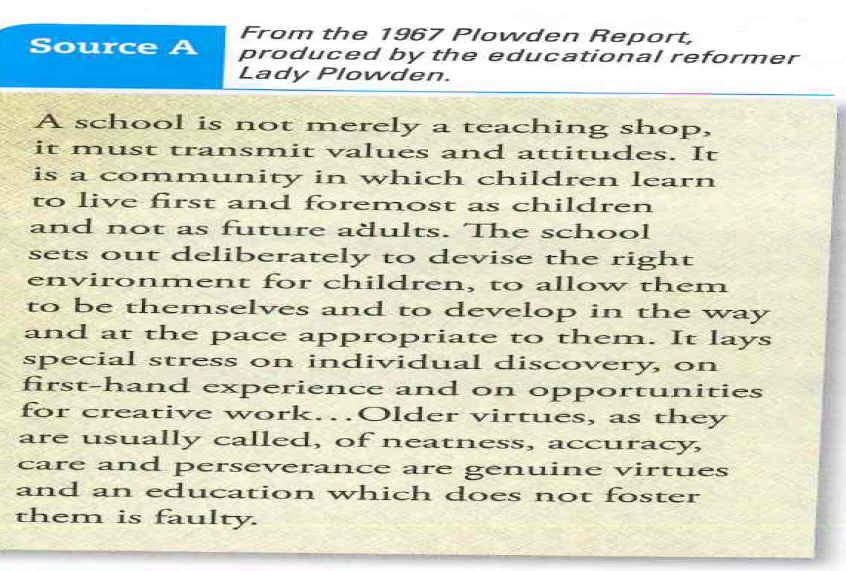 Source A
From the 1967 Plowden Report,
produced by the educational reformer
Lady Plowden.
A school is not merely a teaching shop,
it must transmit values and attitudes. It
is a community in which children learn
to live first and foremost as children
and not as future adults. The school
sets out deliberately to devise the right
environment for children, to allow them
to be themselves and to develop in the way
and at the pace appropriate to them. It lays
special stress on individual discovery, on
first-hand experience and on opportunities
for creative work...Older virtues, as they
are usually called, of neatness, accuracy,
care and perseverance are genuine virtues
and an education which does not foster
them is faulty.